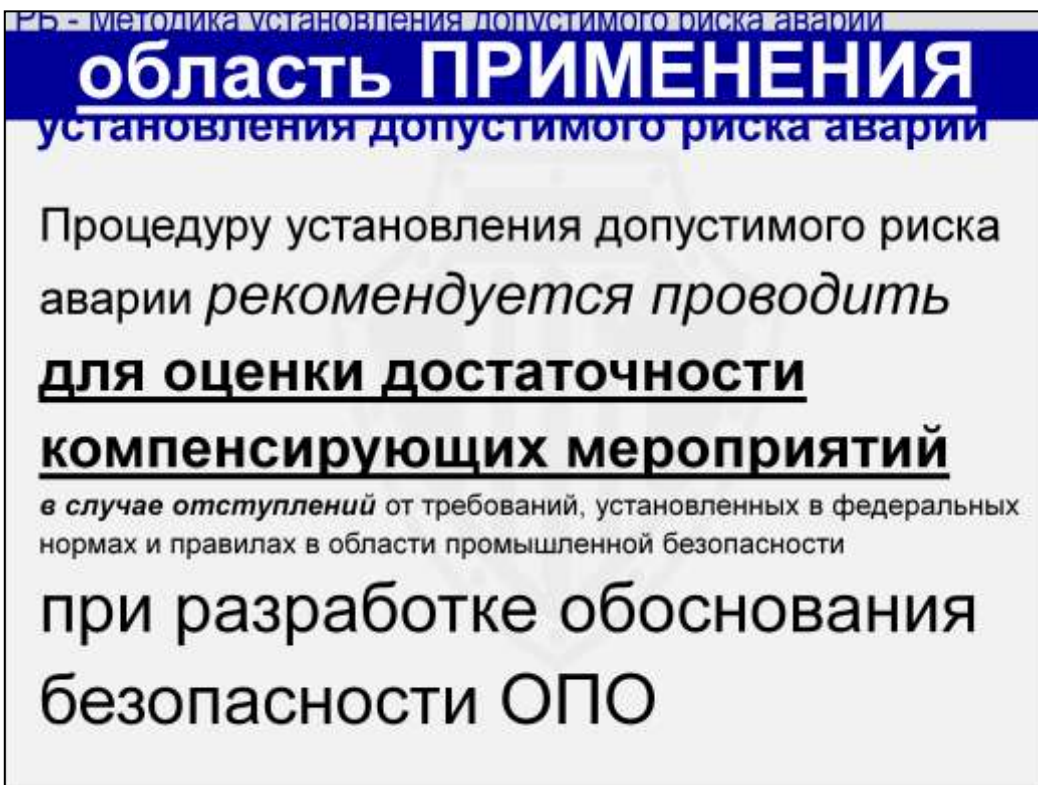 РБ - Методика установления допустимого риска аварии
область ПРИМЕНЕНИЯ
установления допустимого риска аварии
Процедуру установления допустимого риска
аварии рекомендуется проводить
для оценки достаточности
компенсирующих мероприятий
в случае отступлений от требований, установленных в федеральных
нормах и правилах в области промышленной безопасности
при разработке обоснования
безопасности ОПО